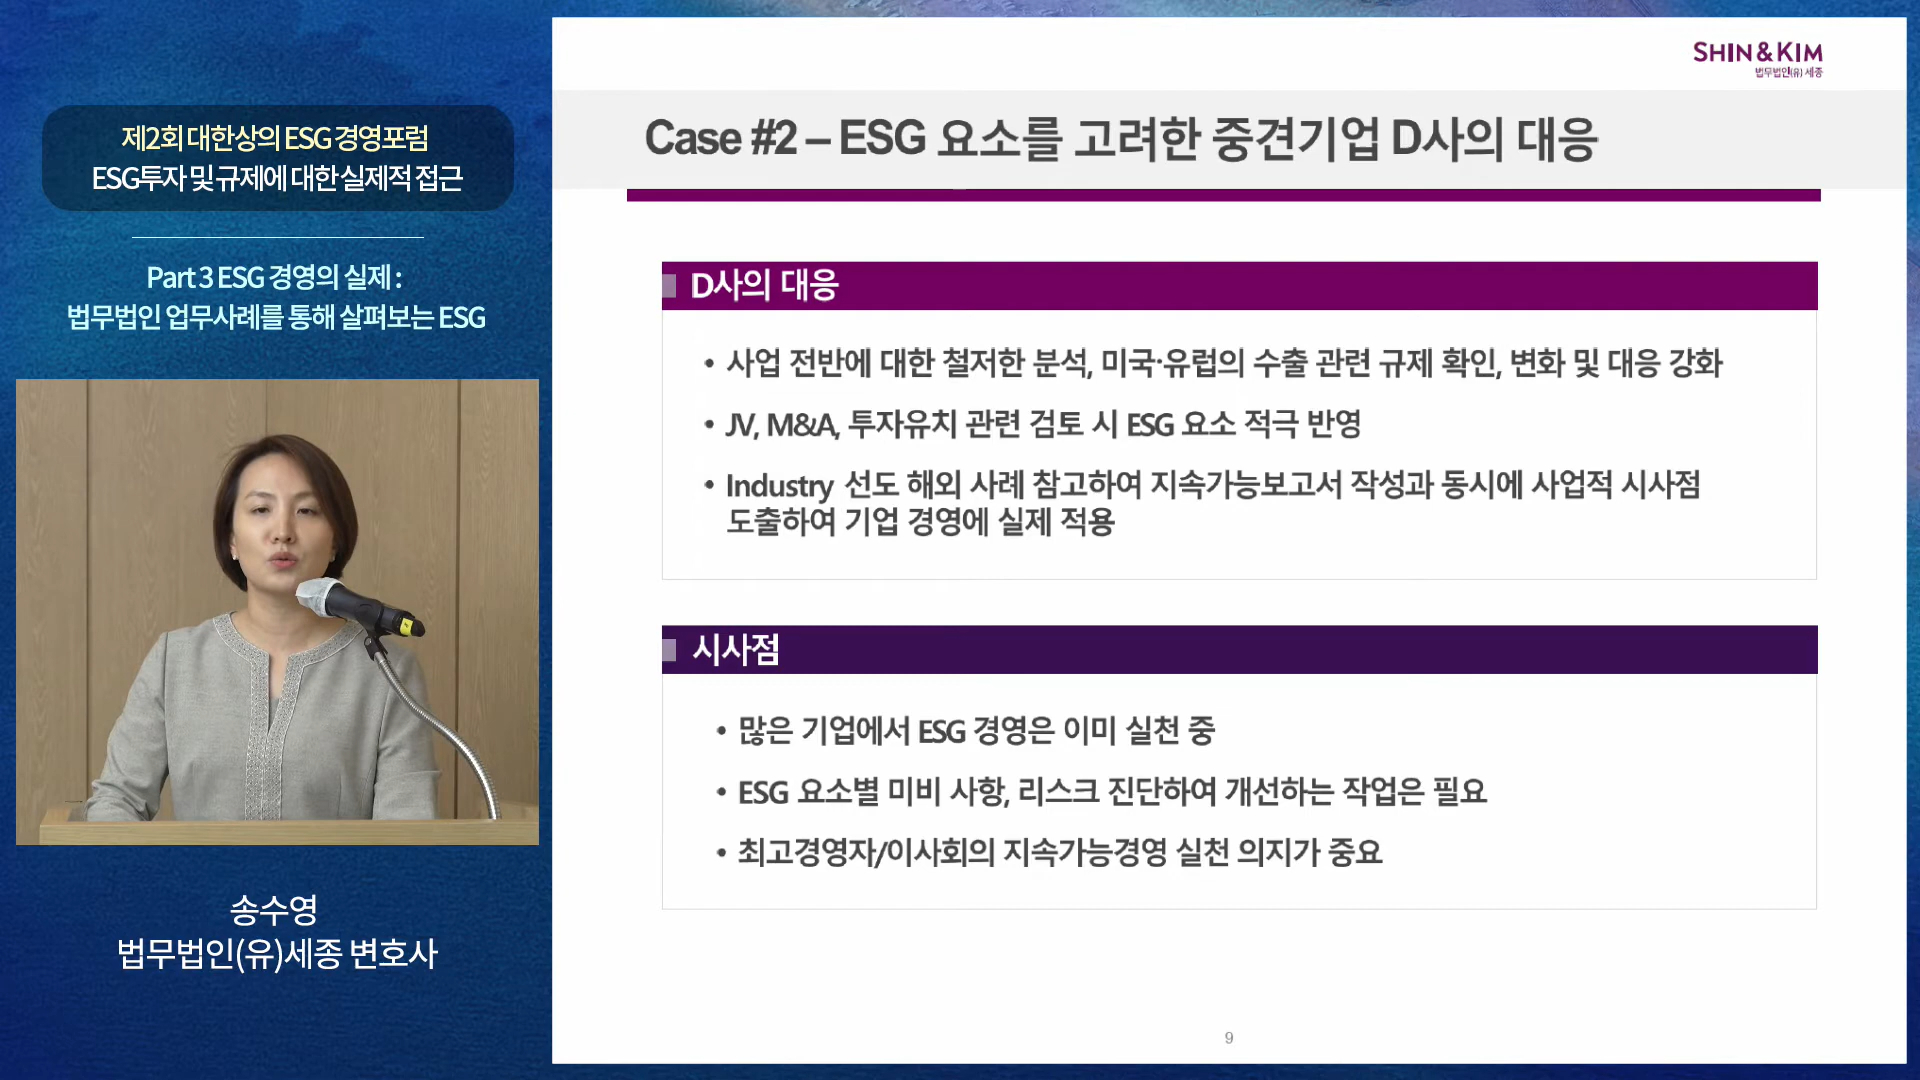 제2회 대한상의 ESG 경영포럼
ESG투자 및 규제에 대한 실제적 접근
Part 3 ESG 경영의 실제 :
법무법인 업무사례를 통해 살펴보는 ESG
송수영
법무법인(유)세종 변호사
SHIN&KIM
법무법인(유) 세종
Case #2 – ESG 요소를 고려한 중견기업 D사의 대응
D사의 대응
• 사업 전반에 대한 철저한 분석, 미국·유럽의 수출 관련 규제 확인, 변화 및 대응 강화
• JV, M&A, 투자유치 관련 검토 시 ESG 요소 적극 반영
• Industry 선도 해외 사례 참고하여 지속가능보고서 작성과 동시에 사업적 시사점
도출하여 기업 경영에 실제 적용
시사점
• 많은 기업에서 ESG 경영은 이미 실천 중
• ESG 요소별 미비 사항, 리스크 진단하여 개선하는 작업은 필요
• 최고경영자/이사회의 지속가능경영 실천 의지가 중요
9